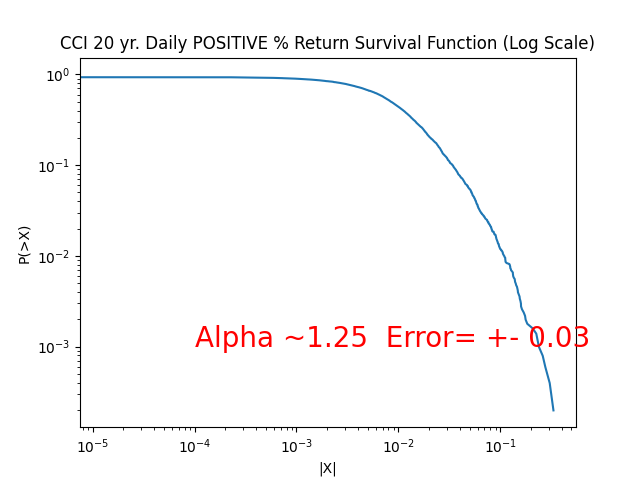 CCI 20 yr. Daily POSITIVE % Return Survival Function (Log Scale)
10⁰
10⁻¹
10⁻²
10⁻³
P(>X)
Alpha ~1.25  Error= +- 0.03
10⁻⁵ 10⁻⁴ 10⁻³ 10⁻² 10⁻¹
|X|